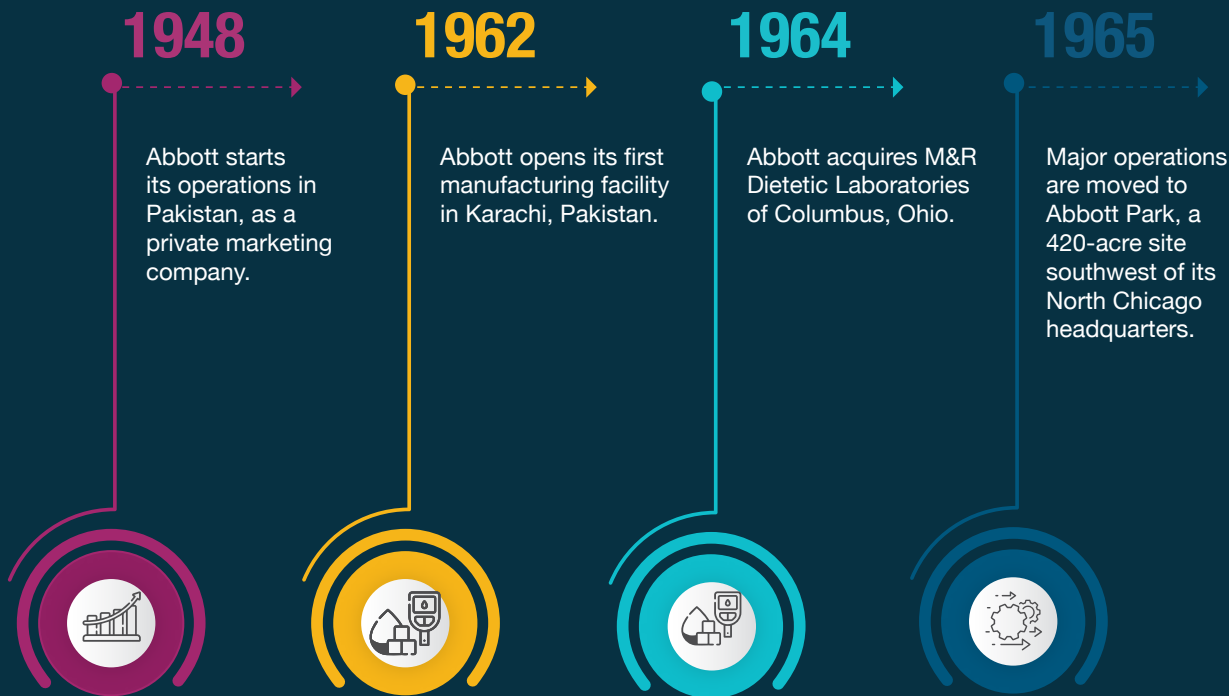 1948
Abbott starts
its operations in
Pakistan, as a
private marketing
company.
1962
Abbott opens its first
manufacturing facility
in Karachi, Pakistan.
1964
Abbott acquires M&R
Dietetic Laboratories
of Columbus, Ohio.
1965
Major operations
are moved to
Abbott Park, a
420-acre site
southwest of its
North Chicago
headquarters.